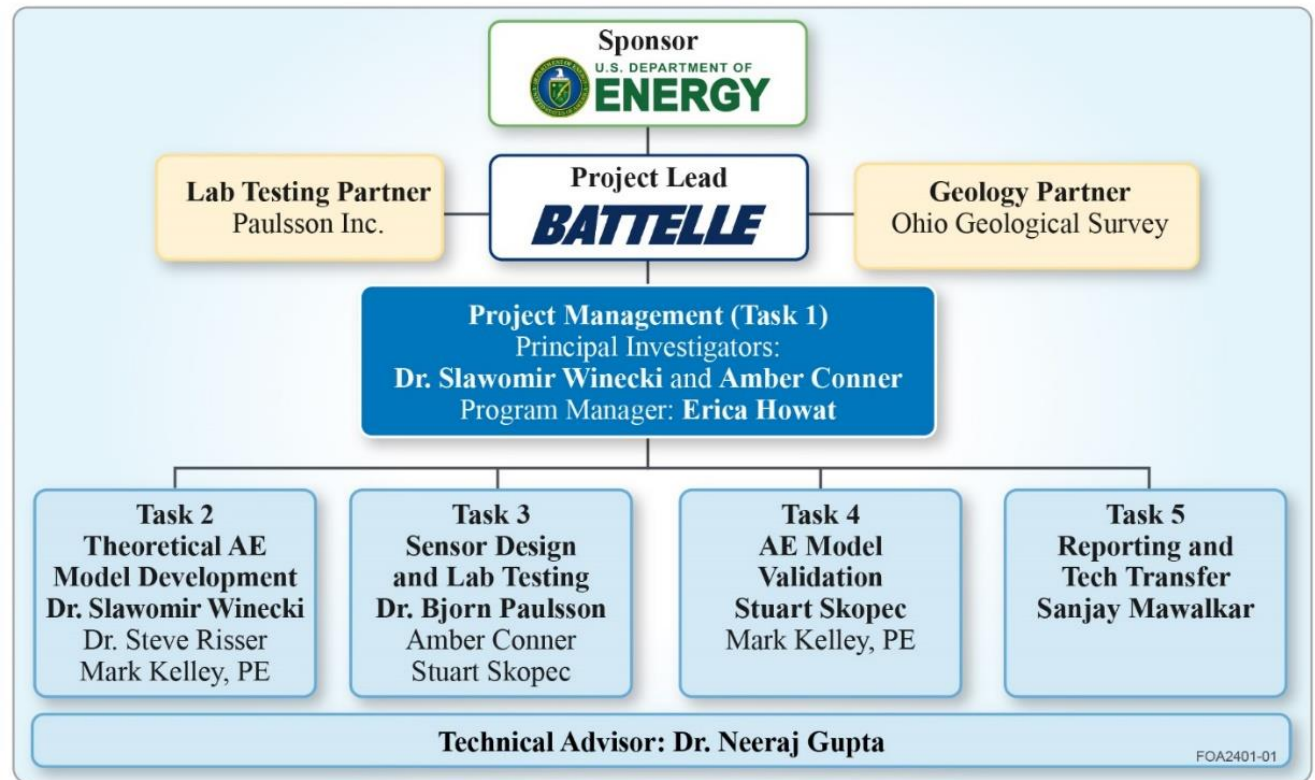 Sponsor
U.S. DEPARTMENT OF
ENERGY
Lab Testing Partner
Paulsson Inc.
Project Lead
BATTELLE
Geology Partner
Ohio Geological Survey
Project Management (Task 1)
Principal Investigators:
Dr. Slawomir Winecki and Amber Conner
Program Manager: Erica Howat
Task 2
Theoretical AE
Model Development
Dr. Slawomir Winecki
Dr. Steve Risser
Mark Kelley, PE
Task 3
Sensor Design
and Lab Testing
Dr. Bjorn Paulsson
Amber Conner
Stuart Skopec
Task 4
AE Model
Validation
Stuart Skopec
Mark Kelley, PE
Task 5
Reporting and
Tech Transfer
Sanjay Mawalkar
Technical Advisor: Dr. Neeraj Gupta
FOA2401-01